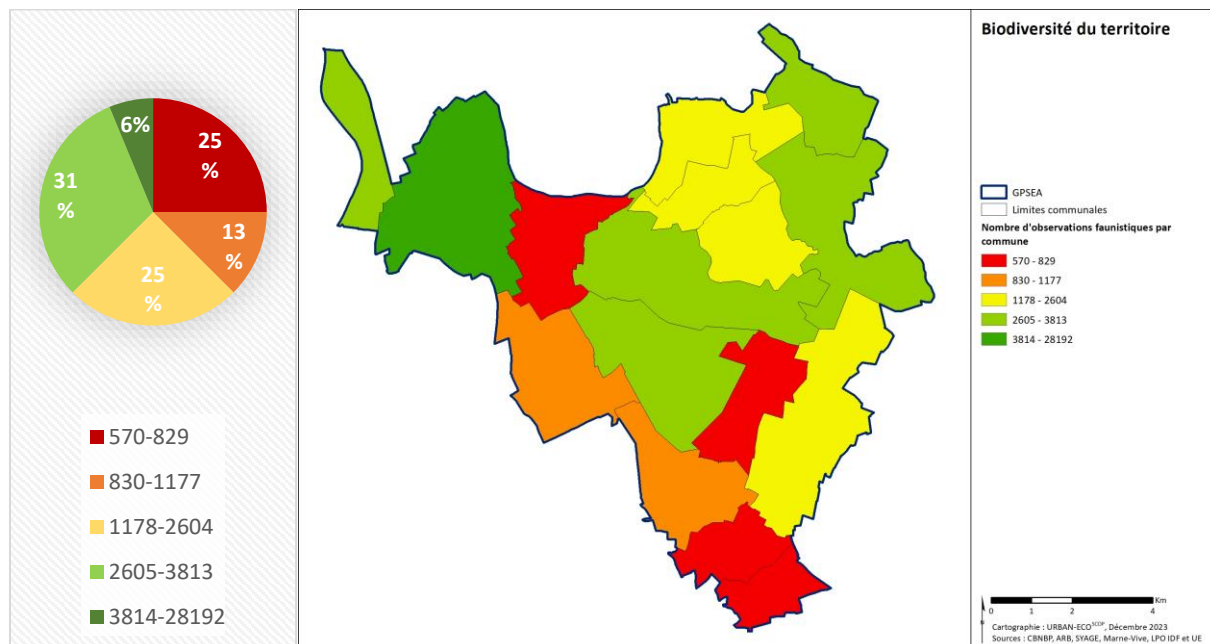 6%
25
%
31
%
13
%
25
%
570-829
830-1177
1178-2604
2605-3813
3814-28192
Biodiversité du territoire
GPSEA
Limites communales
Nombre d'observations faunistiques par
commune
570 - 829
830 - 1177
1178 - 2604
2605 - 3813
3814 - 28192
Km
0 1 2 4
N
Cartographie : URBAN-ECO SCOP, Décembre 2023
Sources : CBNBP, ARB, SYAGE, Marne-Vive, LPO IDF et UE